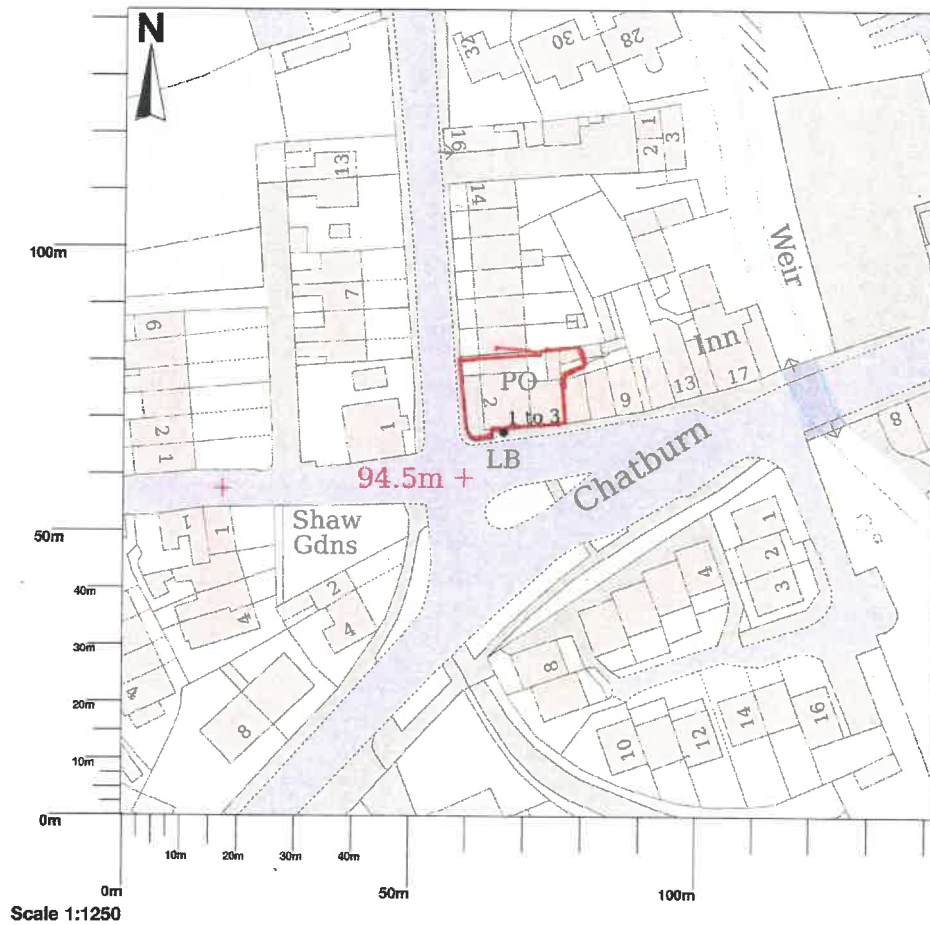 N
32
30
28
16
1
2
3
13
14
100m
Weir
7
6
Inn
PO
2
1 to 3
9
13
17
8
2
1
1
LB
94.5m +
Chatburn
50m
Shaw
Gdns
1
1
2
3
4
40m
2
4
4
30m
8
4
20m
8
10
12
14
16
10m
0m
10m
20m
30m
40m
0m
50m
100m
Scale 1:1250